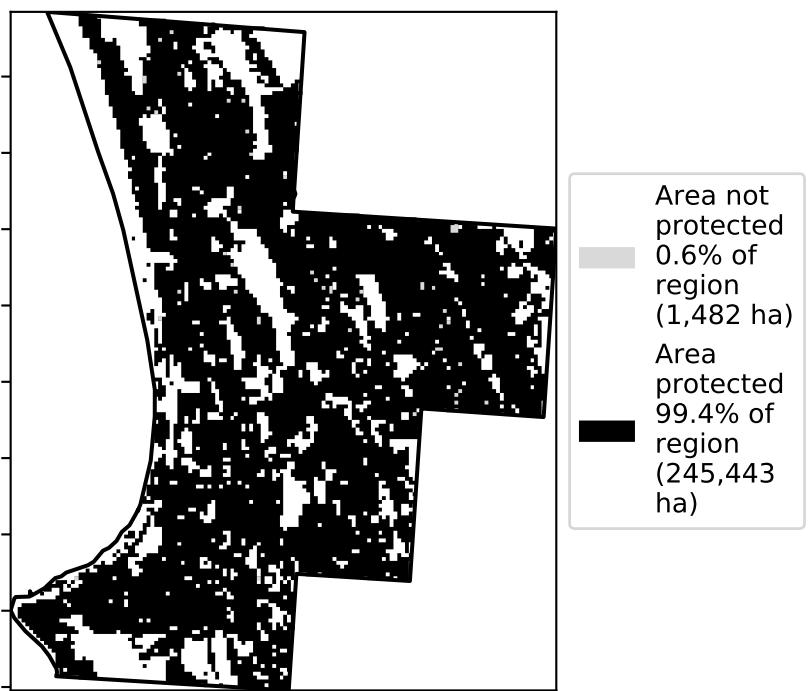 Area not
protected
0.6% of
region
(1,482 ha)
Area
protected
99.4% of
region
(245,443
ha)